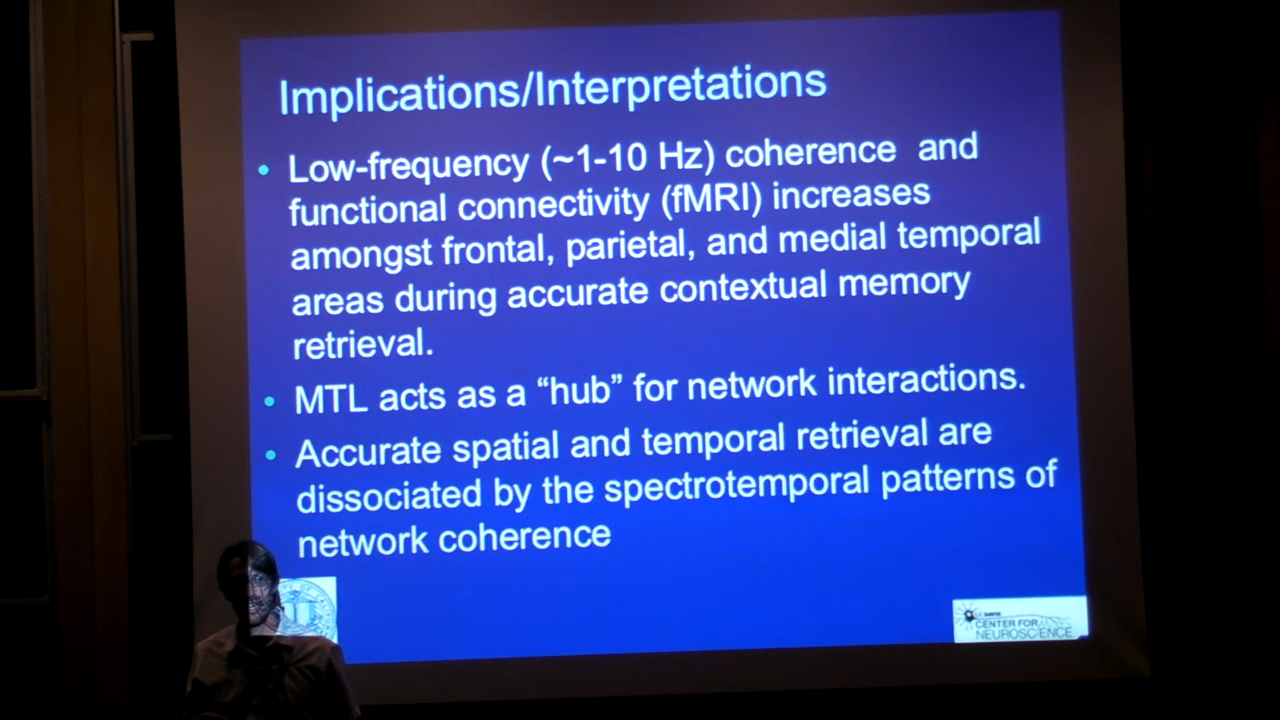 Implications/Interpretations
• Low-frequency (~1-10 Hz) coherence and
functional connectivity (fMRI) increases
amongst frontal, parietal, and medial temporal
areas during accurate contextual memory
retrieval.
• MTL acts as a “hub” for network interactions.
• Accurate spatial and temporal retrieval are
dissociated by the spectrotemporal patterns of
network coherence
CENTER FOR
NEUROSCIENCE